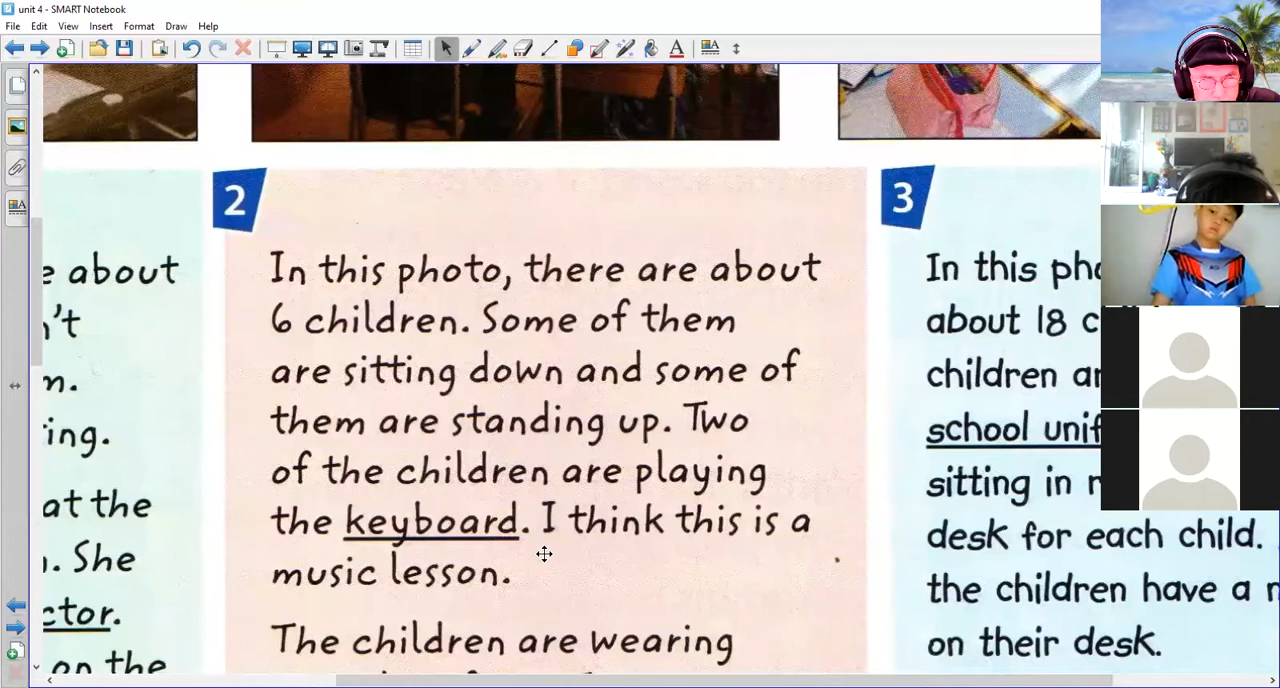 unit 4 - SMART Notebook
File Edit View Insert Format Draw Help
about
n't
ing.
at the
She
ctor.
on the
2
In this photo, there are about
6 children. Some of them
are sitting down and some of
them are standing up. Two
of the children are playing
the keyboard. I think this is a
music lesson.
The children are wearing
3
In this pho
about 18 c
children ar
school unif
sitting in r
desk for each child.
the children have a
on their desk.